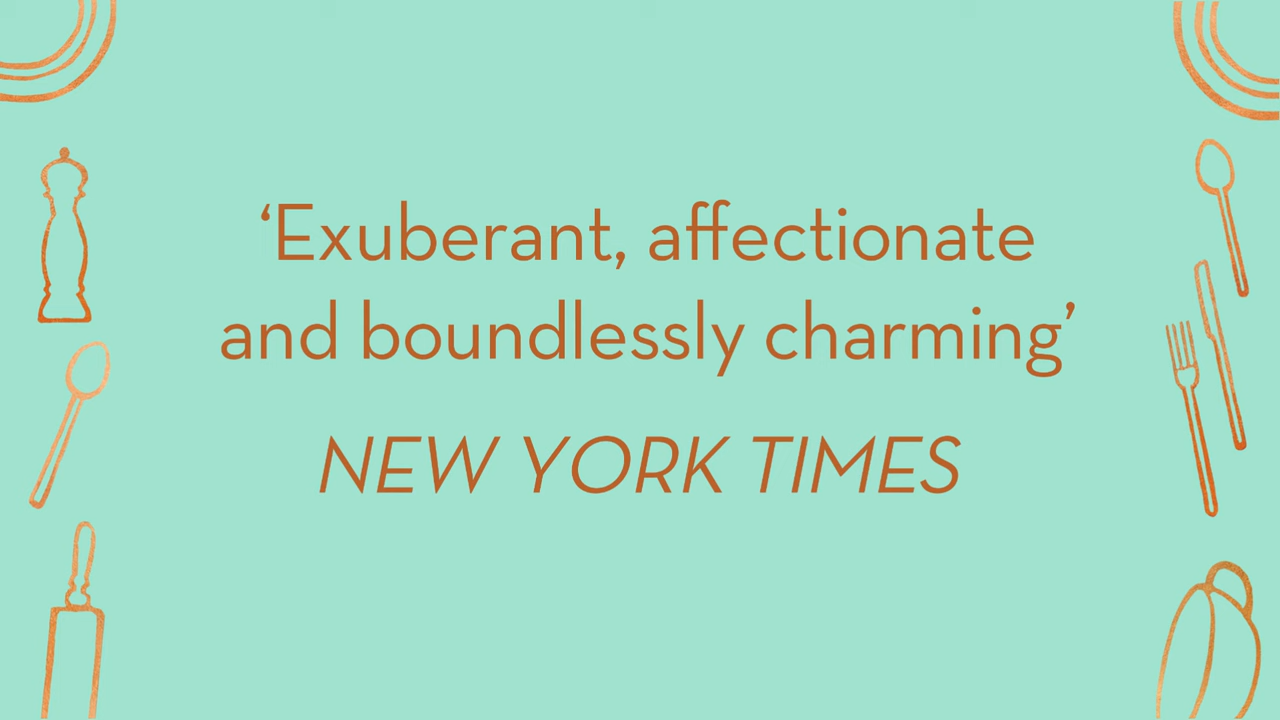 ‘Exuberant, affectionate
and boundlessly charming’
NEW YORK TIMES